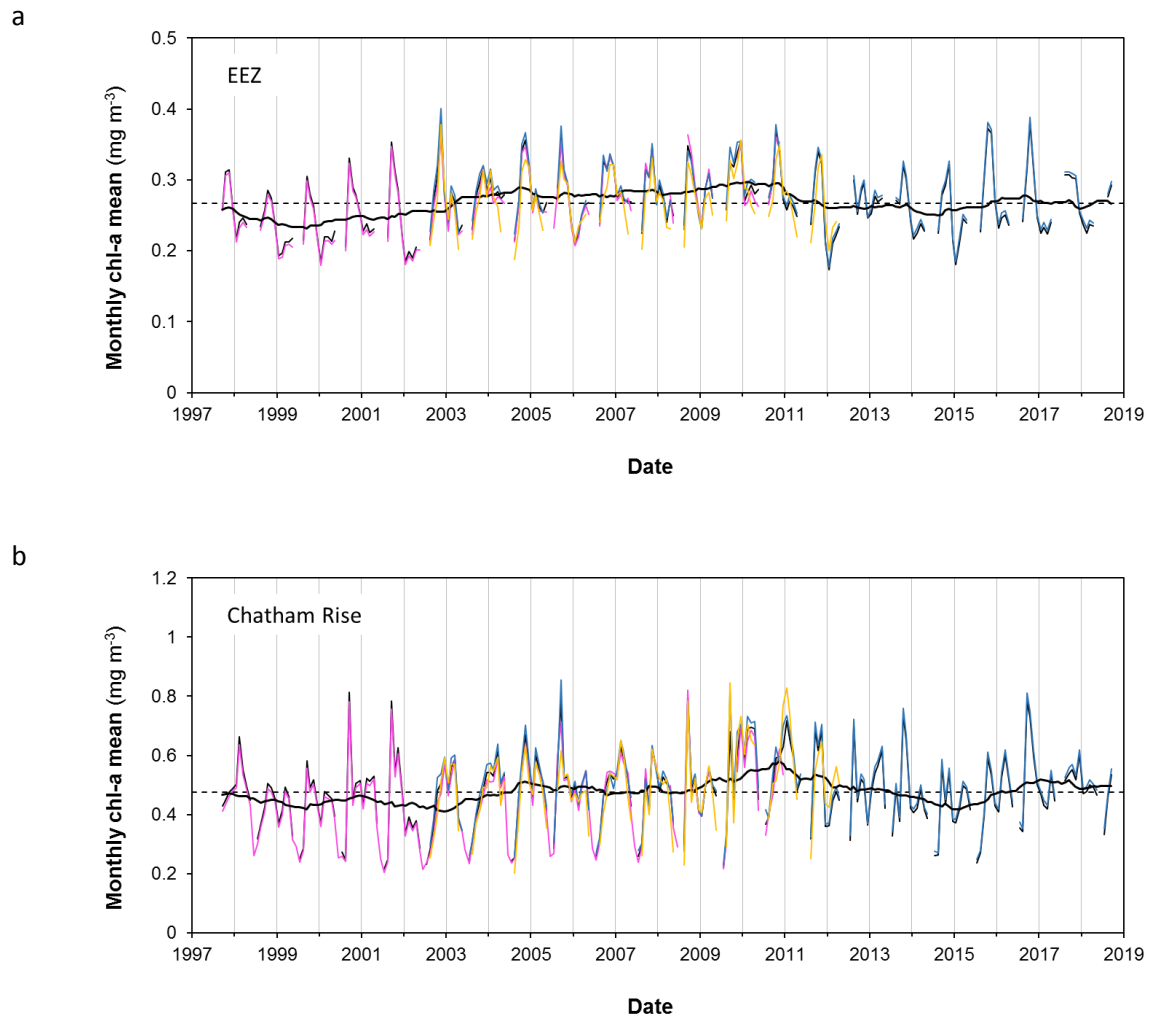 a
0.5
EEZ
0.4
0.3
0.2
0.1
0
Monthly chl-a mean (mg m-3)
1997 1999 2001 2003 2005 2007 2009 2011 2013 2015 2017 2019
Date
b
1.2
Chatham Rise
1
0.8
0.6
0.4
0.2
0
Monthly chl-a mean (mg m-3)
1997 1999 2001 2003 2005 2007 2009 2011 2013 2015 2017 2019
Date